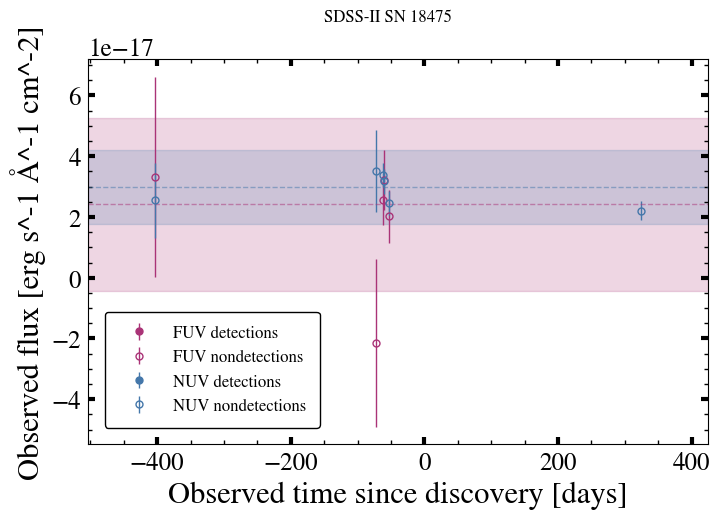 SDSS-II SN 18475
1e−17
Observed flux [erg s^-1 Å^-1 cm^-2]
6
4
2
0
−2
−4
FUV detections
FUV nondetections
NUV detections
NUV nondetections
−400
−200
0
200
400
Observed time since discovery [days]